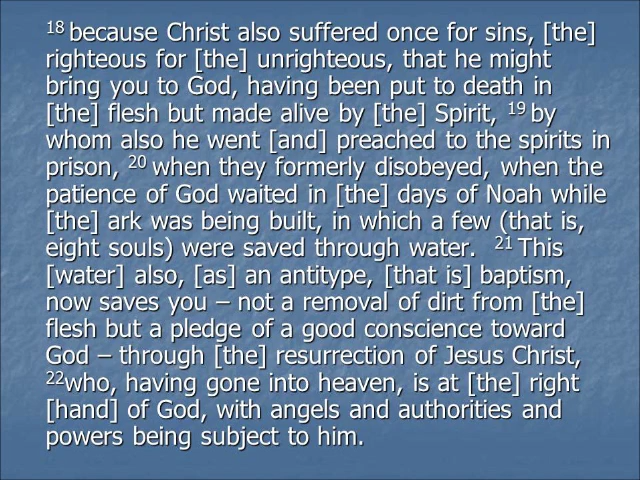 18 because Christ also suffered once for sins, [the]
righteous for [the] unrighteous, that he might
bring you to God, having been put to death in
[the] flesh but made alive by [the] Spirit, 19 by
whom also he went [and] preached to the spirits in
prison, 20 when they formerly disobeyed, when the
patience of God waited in [the] days of Noah while
[the] ark was being built, in which a few (that is,
eight souls) were saved through water. 21 This
[water] also, [as] an antitype, [that is] baptism,
now saves you – not a removal of dirt from [the]
flesh but a pledge of a good conscience toward
God – through [the] resurrection of Jesus Christ,
22who, having gone into heaven, is at [the] right
[hand] of God, with angels and authorities and
powers being subject to him.